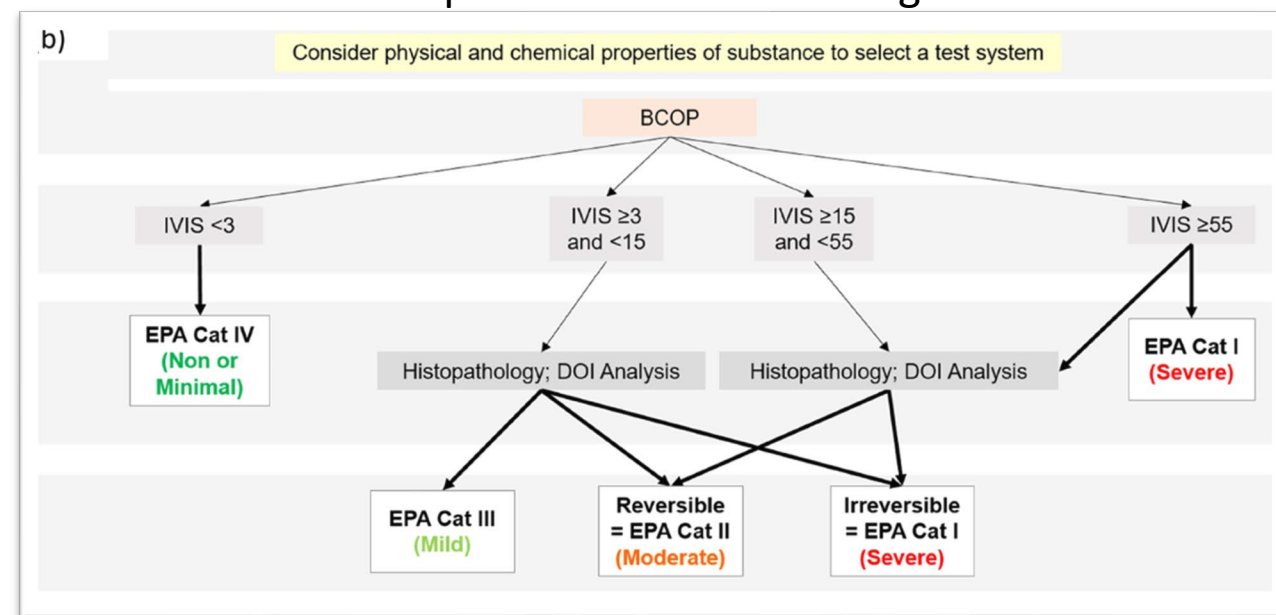 b)
Consider physical and chemical properties of substance to select a test system
BCOP
IVIS <3
IVIS ≥3
and <15
IVIS ≥15
and <55
IVIS ≥55
EPA Cat IV
(Non or
Minimal)
Histopathology; DOI Analysis
Histopathology; DOI Analysis
EPA Cat I
(Severe)
EPA Cat III
(Mild)
Reversible
= EPA Cat II
(Moderate)
Irreversible
= EPA Cat I
(Severe)